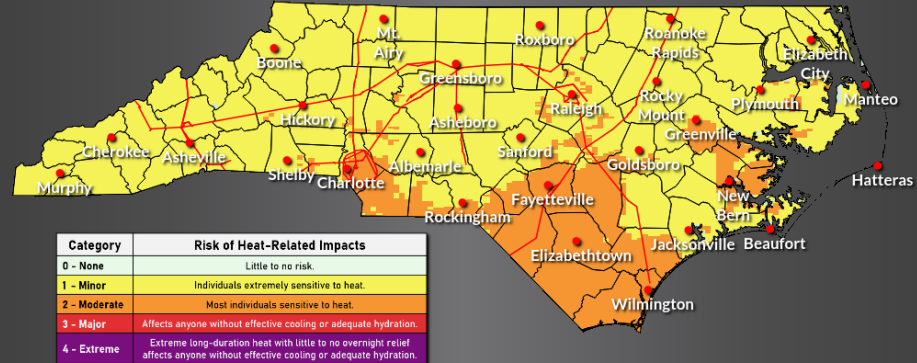 Mt.
Airy
Roxboro
Roanoke
Rapids
Elizabeth
City
Boone
Greensboro
Hickory
Asheboro
Raleigh
Rocky
Mount
Plymouth
Manteo
Greenville
Cherokee
Asheville
Shelby
Charlotte
Albemarle
Sanford
Goldsboro
Murphy
Hatteras
Rockingham
Fayetteville
New
Bern
Elizabethtown
Jacksonville
Beaufort
Wilmington
Category Risk of Heat-Related Impacts
0 - None Little to no risk.
1 - Minor Individuals extremely sensitive to heat.
2 - Moderate Most individuals sensitive to heat.
3 - Major Affects anyone without effective cooling or adequate hydration.
4 - Extreme Extreme long-duration heat with little to no overnight relief
affects anyone without effective cooling or adequate hydration.